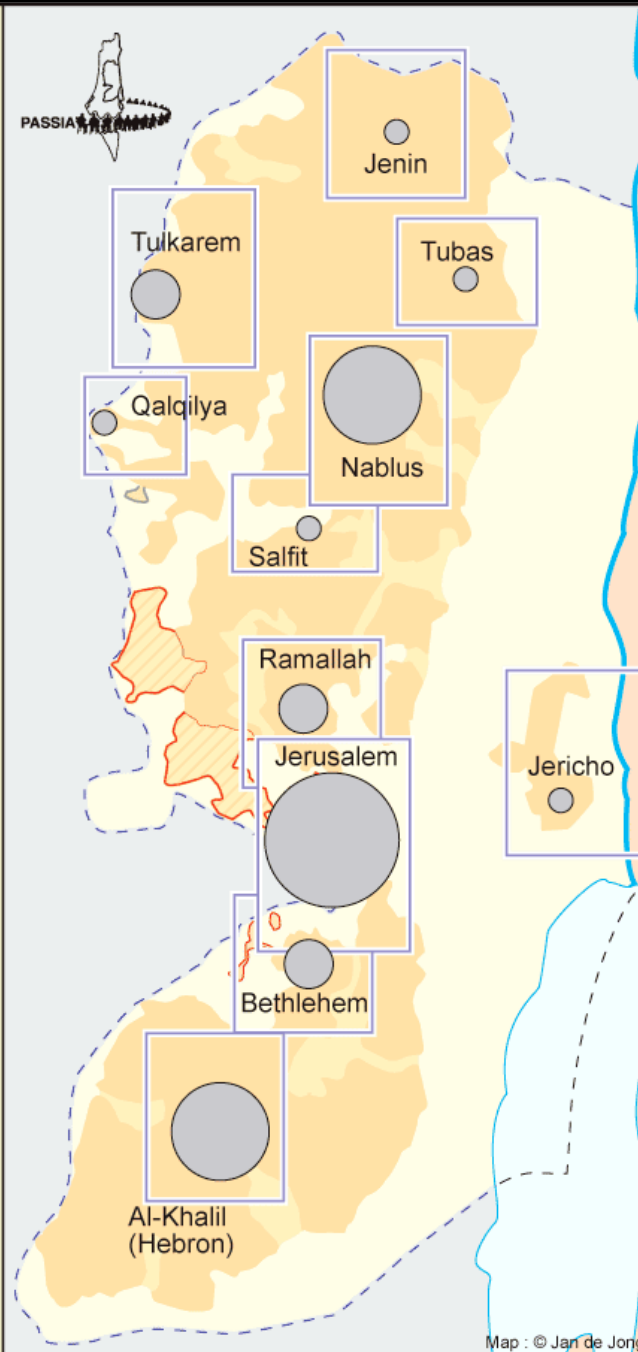 PASSIA
Jenin
Tulkarem
Tubas
Qalqilya
Nablus
Salfit
Ramallah
Jerusalem
Jericho
Bethlehem
Al-Khalil
(Hebron)
Map : © Jan de Jong